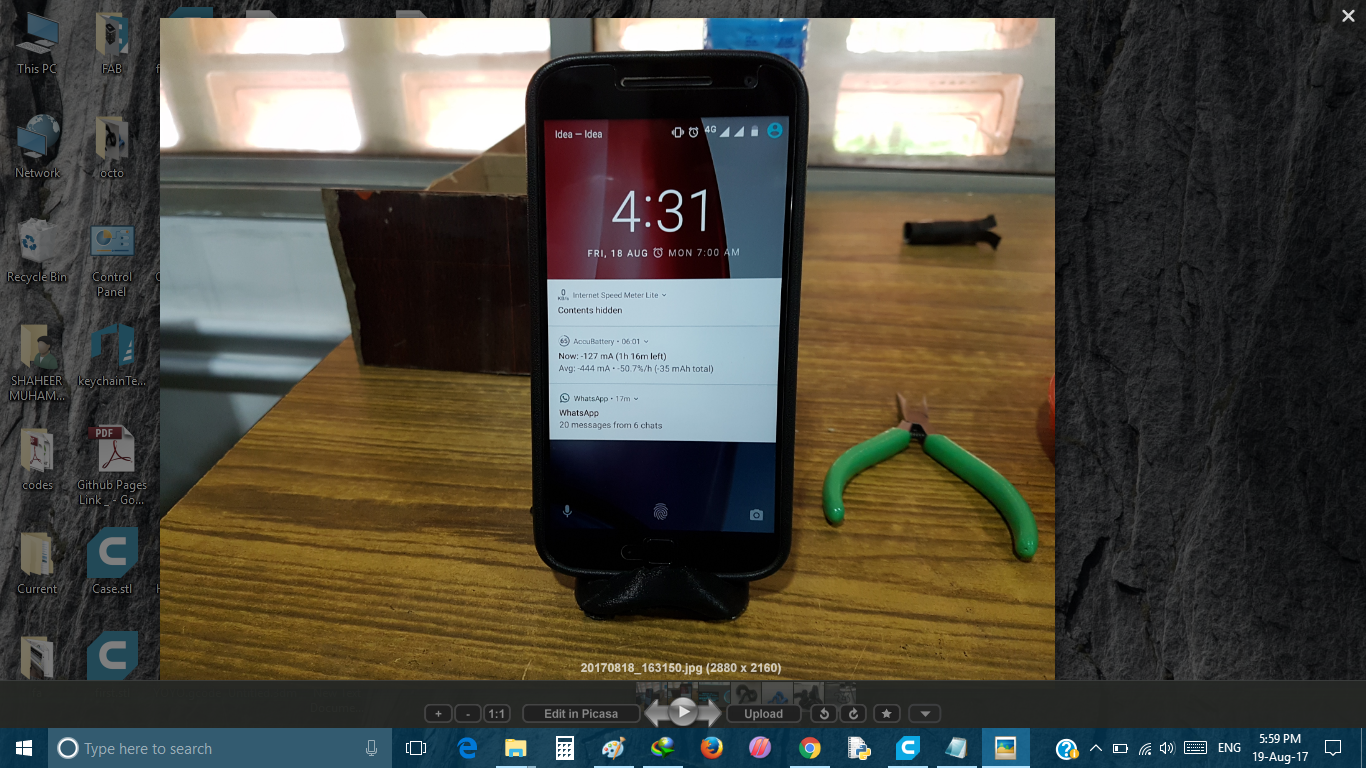 This PC
FAB
Network
octo
Recycle Bin
Control
Panel
SHAHEER
MUHAM...
keychainTe...
codes
PDF
Github Pages
Link_ - Go...
Current
Case.stl
Idea — Idea
4G
4:31
FRI, 18 AUG MON 7:00 AM
0
KB/s
Internet Speed Meter Lite
Contents hidden
65
AccuBattery • 06:01
Now: -127 mA (1h 16m left)
Avg: -444 mA • -50.7%/h (-35 mAh total)
WhatsApp • 17m
WhatsApp
20 messages from 6 chats
20170818_163150.jpg (2880 x 2160)
+
-
1:1
Edit in Picasa
Upload
Type here to search
ENG
5:59 PM
19-Aug-17